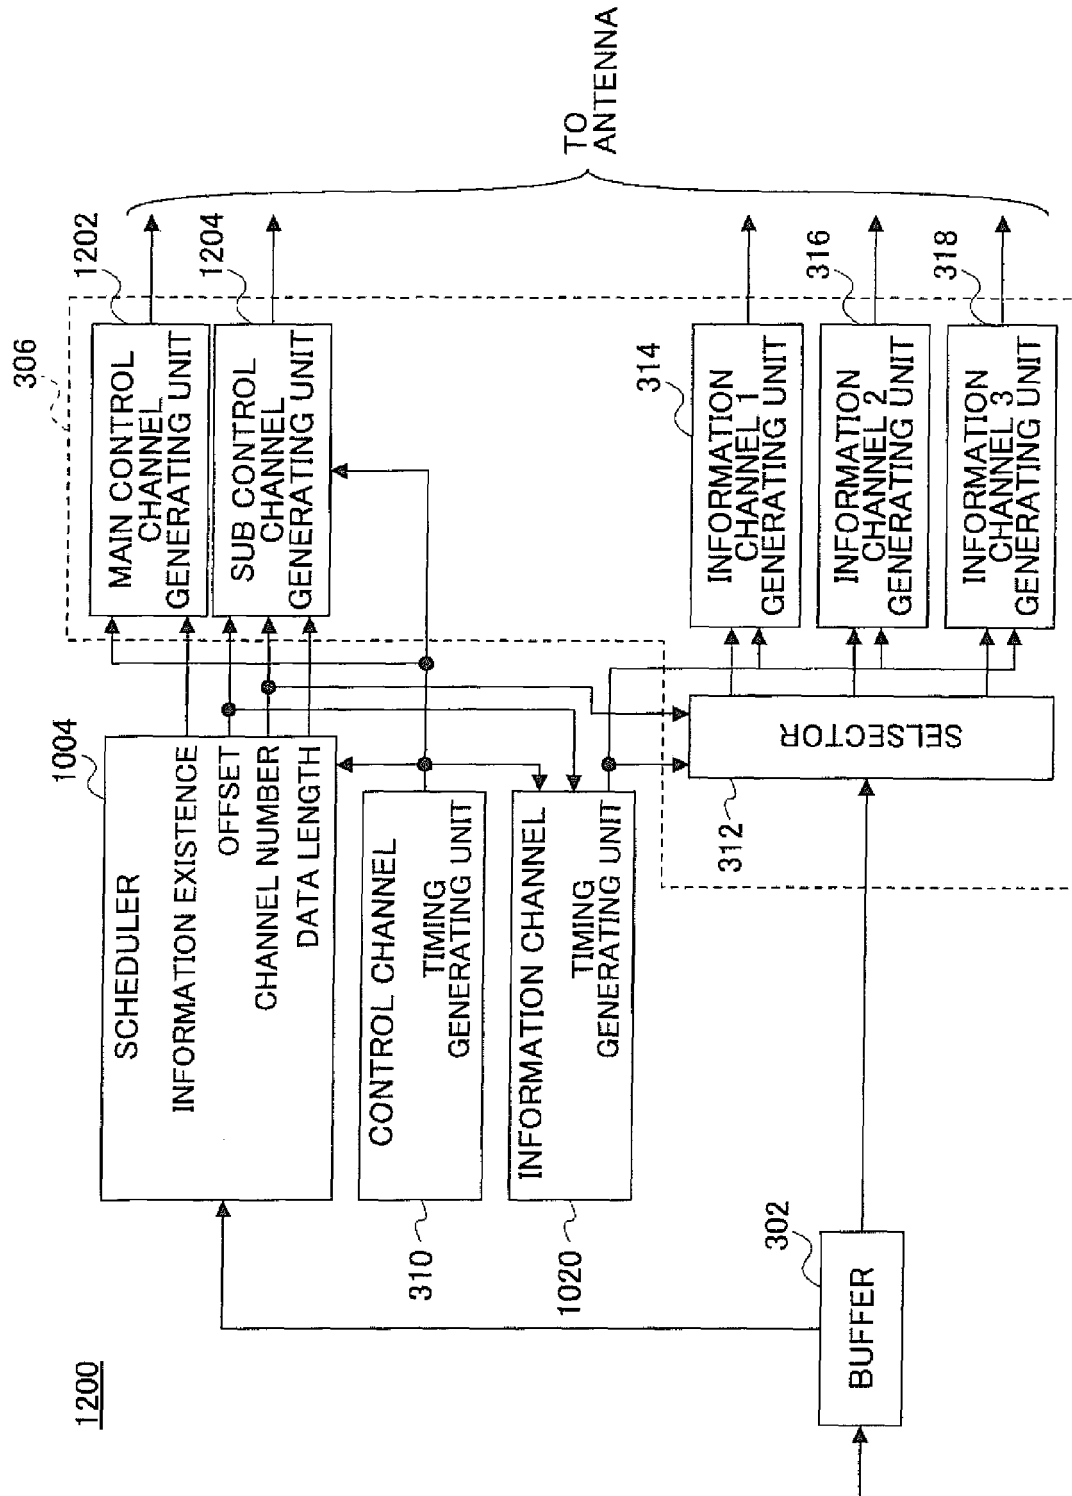 1200
306
1202
MAIN CONTROL
CHANNEL
GENERATING UNIT
1204
SUB CONTROL
CHANNEL
GENERATING UNIT
TO
ANTENNA
1004
SCHEDULER
INFORMATION EXISTENCE
OFFSET
CHANNEL NUMBER
DATA LENGTH
310
CONTROL CHANNEL
TIMING
GENERATING UNIT
1020
INFORMATION CHANNEL
TIMING
GENERATING UNIT
314
INFORMATION
CHANNEL 1
GENERATING UNIT
316
INFORMATION
CHANNEL 2
GENERATING UNIT
318
INFORMATION
CHANNEL 3
GENERATING UNIT
312
SELSECTOR
302
BUFFER